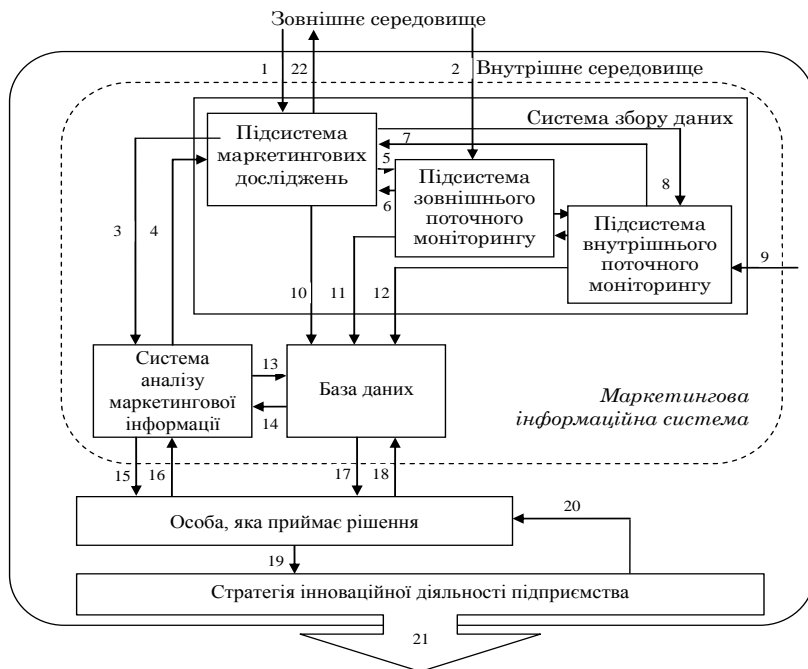 Зовнішнє середовище
1
22
2
Внутрішнє середовище
Система збору даних
Підсистема
маркетингових
досліджень
7
5
6
Підсистема
зовнішнього
поточного
моніторингу
8
Підсистема
внутрішнього
поточного
моніторингу
9
3
4
10
11
12
Система
аналізу
маркетингової
інформації
13
14
База даних
Маркетингова
інформаційна система
15
16
17
18
Особа, яка приймає рішення
20
19
Стратегія інноваційної діяльності підприємства
21